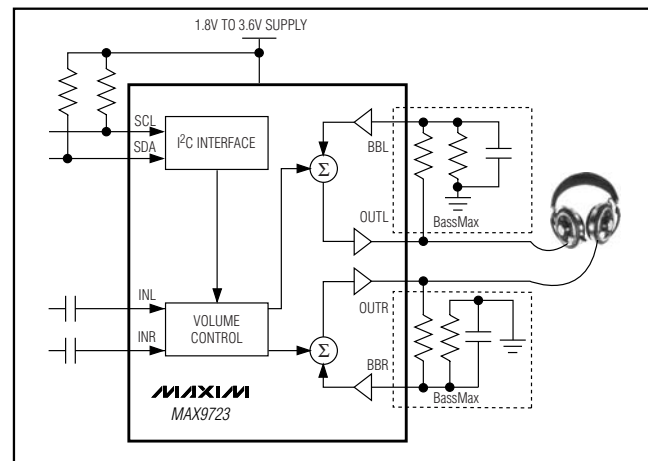 1.8V TO 3.6V SUPPLY
SCL
SDA
I²C INTERFACE
BBL
Σ
OUTL
BassMax
INL
INR
VOLUME
CONTROL
OUTR
Σ
BBR
BassMax
MAXIM
MAX9723